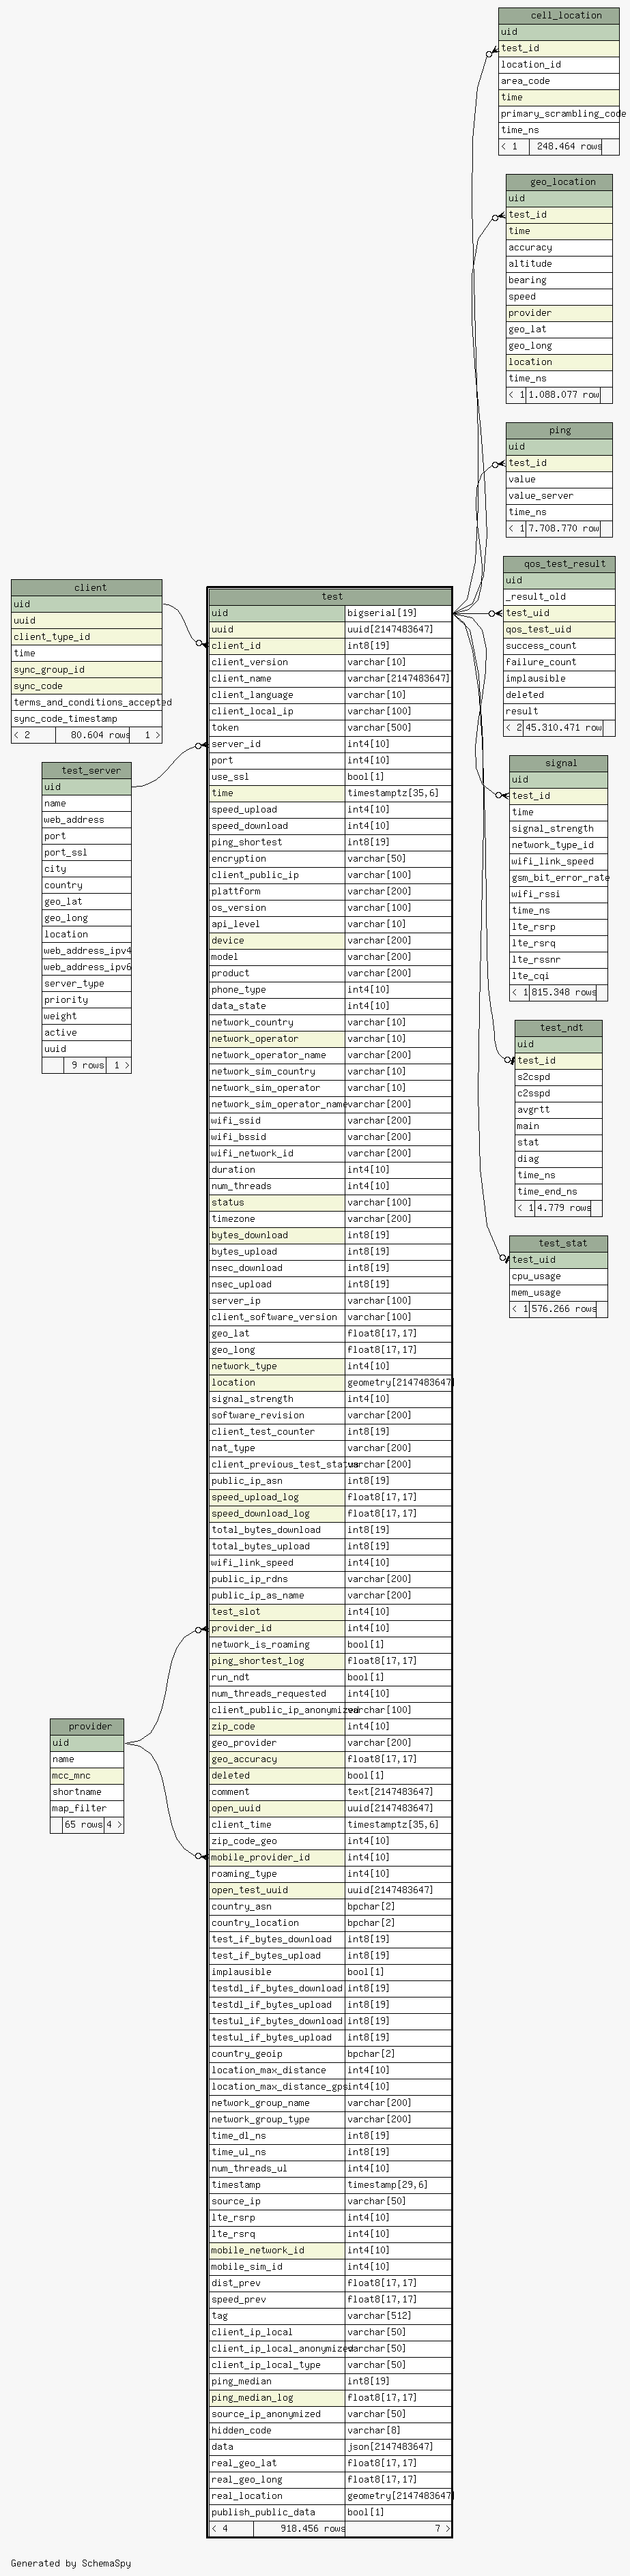 cell_location
uid
test_id
location_id
area_code
time
primary_scrambling_code
time_ns
< 1 248.464 rows
geo_location
uid
test_id
time
accuracy
altitude
bearing
speed
provider
geo_lat
geo_long
location
time_ns
< 1 1.088.077 row
ping
uid
test_id
value
value_server
time_ns
< 1 7.708.770 row
qos_test_result
uid
_result_old
test_uid
qos_test_uid
success_count
failure_count
implausible
deleted
result
< 2 45.310.471 row
signal
uid
test_id
time
signal_strength
network_type_id
wifi_link_speed
gsm_bit_error_rate
wifi_rssi
time_ns
lte_rsrp
lte_rsrq
lte_rssnr
lte_cqi
< 1 815.348 rows
test_ndt
uid
test_id
s2cspd
c2sspd
avgrtt
main
stat
diag
time_ns
time_end_ns
< 1 4.779 rows
test_stat
test_uid
cpu_usage
mem_usage
< 1 576.266 rows
client
uid
uuid
client_type_id
time
sync_group_id
sync_code
terms_and_conditions_accepted
sync_code_timestamp
< 2 80.604 rows 1 >
test_server
uid
name
web_address
port
port_ssl
city
country
geo_lat
geo_long
location
web_address_ipv4
web_address_ipv6
server_type
priority
weight
active
uuid
9 rows 1 >
provider
uid
name
mcc_mnc
shortname
map_filter
65 rows 4 >
test
uid bigserial[19]
uuid uuid[2147483647]
client_id int8[19]
client_version varchar[10]
client_name varchar[2147483647]
client_language varchar[10]
client_local_ip varchar[100]
token varchar[500]
server_id int4[10]
port int4[10]
use_ssl bool[1]
time timestamptz[35,6]
speed_upload int4[10]
speed_download int4[10]
ping_shortest int8[19]
encryption varchar[50]
client_public_ip varchar[100]
plattform varchar[200]
os_version varchar[100]
api_level varchar[10]
device varchar[200]
model varchar[200]
product varchar[200]
phone_type int4[10]
data_state int4[10]
network_country varchar[10]
network_operator varchar[10]
network_operator_name varchar[200]
network_sim_country varchar[10]
network_sim_operator varchar[10]
network_sim_operator_name varchar[200]
wifi_ssid varchar[200]
wifi_bssid varchar[200]
wifi_network_id varchar[200]
duration int4[10]
num_threads int4[10]
status varchar[100]
timezone varchar[200]
bytes_download int8[19]
bytes_upload int8[19]
nsec_download int8[19]
nsec_upload int8[19]
server_ip varchar[100]
client_software_version varchar[100]
geo_lat float8[17,17]
geo_long float8[17,17]
network_type int4[10]
location geometry[2147483647]
signal_strength int4[10]
software_revision varchar[200]
client_test_counter int8[19]
nat_type varchar[200]
client_previous_test_status varchar[200]
public_ip_asn int8[19]
speed_upload_log float8[17,17]
speed_download_log float8[17,17]
total_bytes_download int8[19]
total_bytes_upload int8[19]
wifi_link_speed int4[10]
public_ip_rdns varchar[200]
public_ip_as_name varchar[200]
test_slot int4[10]
provider_id int4[10]
network_is_roaming bool[1]
ping_shortest_log float8[17,17]
run_ndt bool[1]
num_threads_requested int4[10]
client_public_ip_anonymized varchar[100]
zip_code int4[10]
geo_provider varchar[200]
geo_accuracy float8[17,17]
deleted bool[1]
comment text[2147483647]
open_uuid uuid[2147483647]
client_time timestamptz[35,6]
zip_code_geo int4[10]
mobile_provider_id int4[10]
roaming_type int4[10]
open_test_uuid uuid[2147483647]
country_asn bpchar[2]
country_location bpchar[2]
test_if_bytes_download int8[19]
test_if_bytes_upload int8[19]
implausible bool[1]
testdl_if_bytes_download int8[19]
testdl_if_bytes_upload int8[19]
testul_if_bytes_download int8[19]
testul_if_bytes_upload int8[19]
country_geoip bpchar[2]
location_max_distance int4[10]
location_max_distance_gps int4[10]
network_group_name varchar[200]
network_group_type varchar[200]
time_dl_ns int8[19]
time_ul_ns int8[19]
num_threads_ul int4[10]
timestamp timestamp[29,6]
source_ip varchar[50]
lte_rsrp int4[10]
lte_rsrq int4[10]
mobile_network_id int4[10]
mobile_sim_id int4[10]
dist_prev float8[17,17]
speed_prev float8[17,17]
tag varchar[512]
client_ip_local varchar[50]
client_ip_local_anonymized varchar[50]
client_ip_local_type varchar[50]
ping_median int8[19]
ping_median_log float8[17,17]
source_ip_anonymized varchar[50]
hidden_code varchar[8]
data json[2147483647]
real_geo_lat float8[17,17]
real_geo_long float8[17,17]
real_location geometry[2147483647]
publish_public_data bool[1]
< 4 918.456 rows 7 >
Generated by SchemaSpy